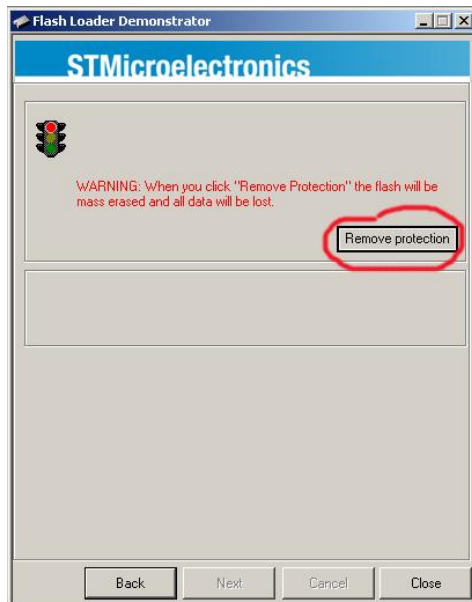 Flash Loader Demonstrator
STMicroelectronics
WARNING: When you click "Remove Protection" the flash will be
mass erased and all data will be lost.
Remove protection
Back Next Cancel Close